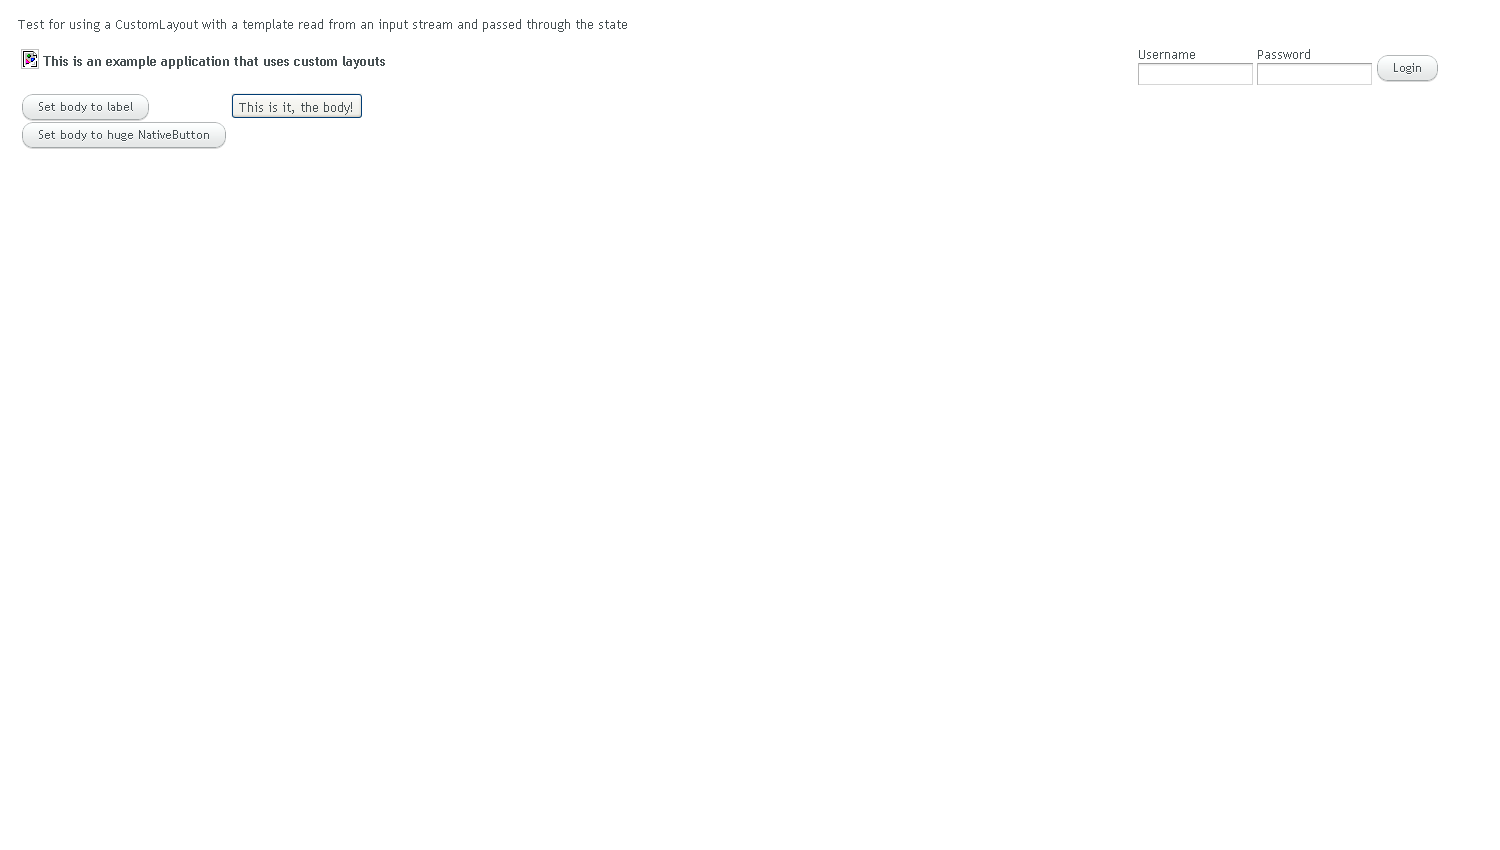 Test for using a CustomLayout with a template read from an input stream and passed through the state
This is an example application that uses custom layouts
Username
Password
Login
Set body to label
This is it, the body!
Set body to huge NativeButton